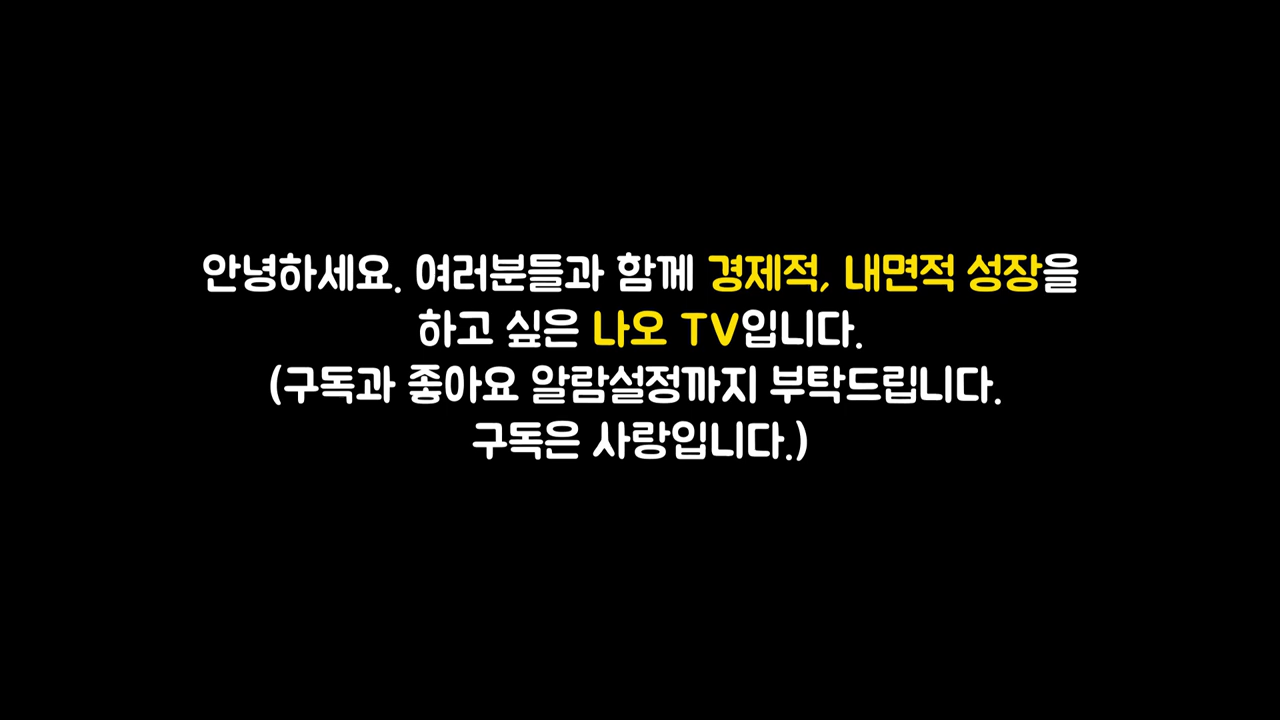 안녕하세요. 여러분들과 함께 경제적, 내면적 성장을
하고 싶은 나오 TV입니다.
(구독과 좋아요 알람설정까지 부탁드립니다.
구독은 사랑입니다.)